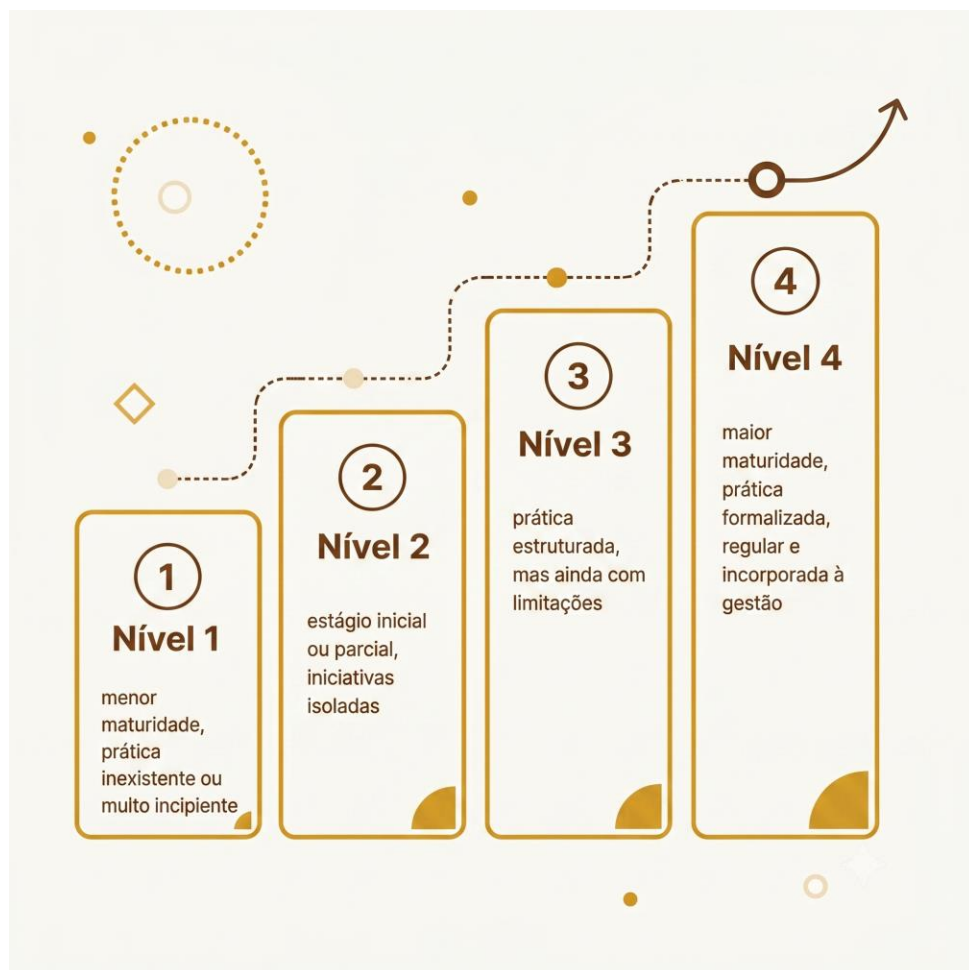 1
Nível 1
menor
maturidade,
prática
inexistente ou
multo incipiente
2
Nível 2
estágio inicial
ou parcial,
iniciativas
isoladas
3
Nível 3
prática
estruturada,
mas ainda com
limitações
4
Nível 4
maior
maturidade,
prática
formalizada,
regular e
incorporada à
gestão